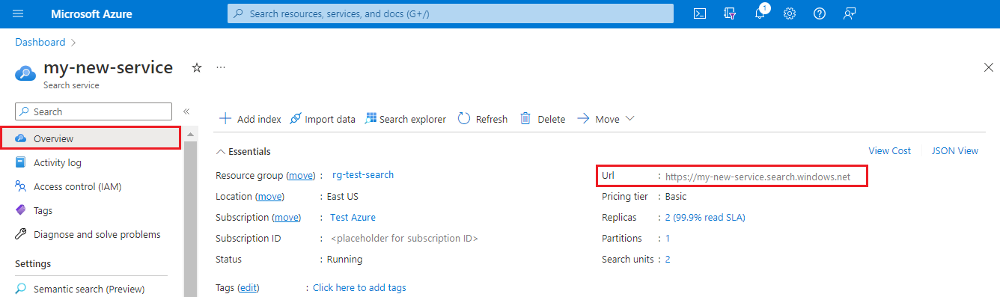 Microsoft Azure
Search resources, services, and docs (G+/)
1
Dashboard
my-new-service
Search service
Search
Add index
Import data
Search explorer
Refresh
Delete
Move
Overview
Activity log
Access control (IAM)
Tags
Diagnose and solve problems
Settings
Semantic search (Preview)
Essentials
View Cost
JSON View
Resource group (move) : rg-test-search
Location (move) : East US
Subscription (move) : Test Azure
Subscription ID : <placeholder for subscription ID>
Status : Running
Tags (edit) : Click here to add tags
Url : https://my-new-service.search.windows.net
Pricing tier : Basic
Replicas : 2 (99.9% read SLA)
Partitions : 1
Search units : 2